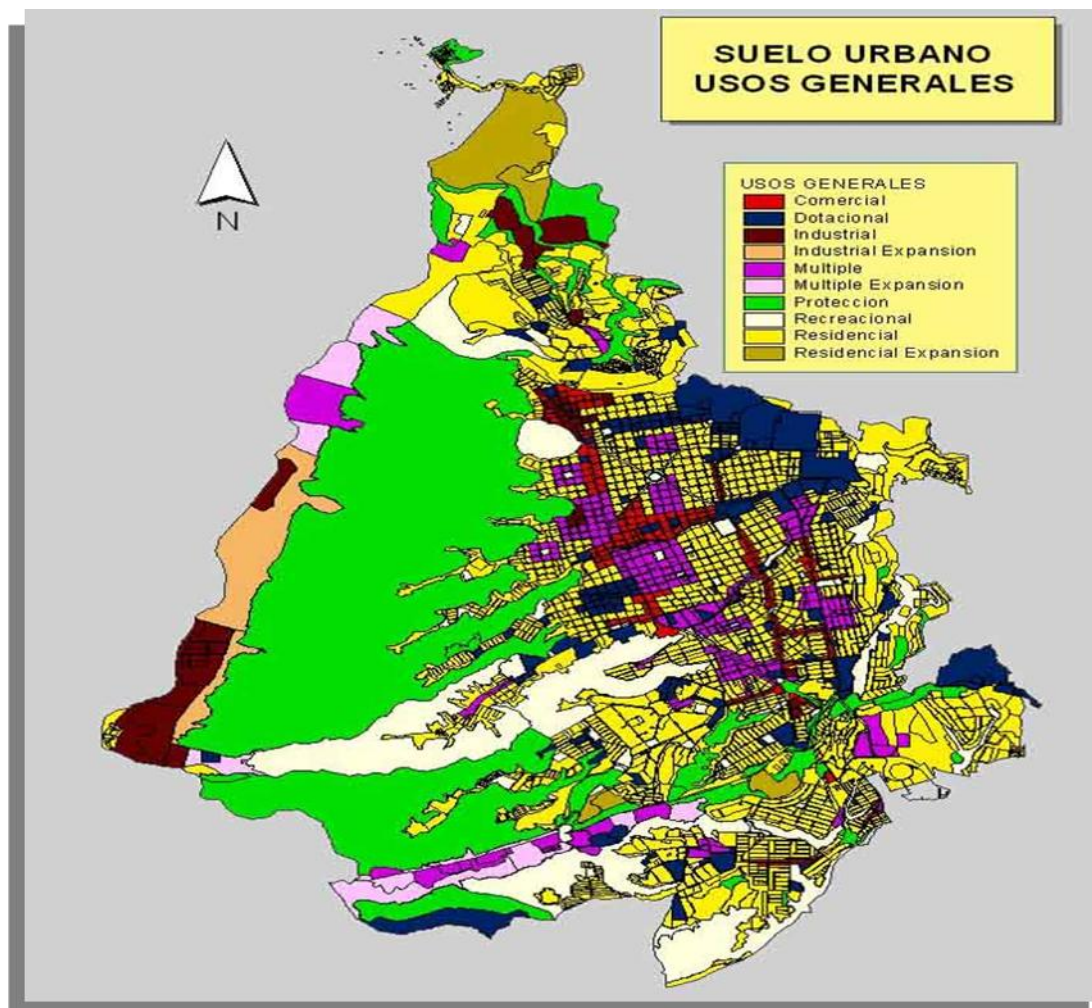 SUELO URBANO
USOS GENERALES
N
USOS GENERALES
Comercial
Dotacional
Industrial
Industrial Expansion
Multiple
Multiple Expansion
Proteccion
Recreacional
Residencial
Residencial Expansion